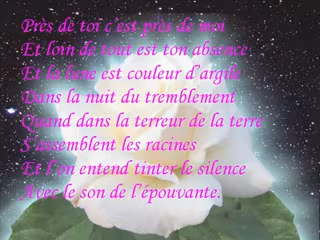 Près de toi c'est près de moi
Et loin de tout est ton absence
Et la lune est couleur d'argile
Dans la nuit du tremblement
Quand dans la terreur de la terre
S'assemblent les racines
Et l'on entend tinter le silence
Avec le son de l'épouvante.